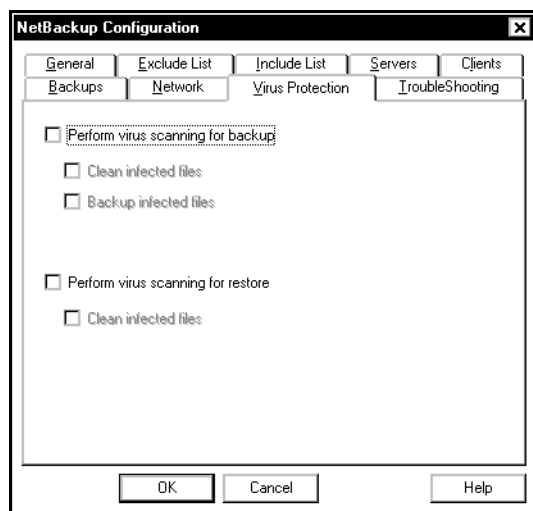 NetBackup Configuration
General Exclude List Include List Servers Clients
Backups Network Virus Protection TroubleShooting
Perform virus scanning for backup
Clean infected files
Backup infected files
Perform virus scanning for restore
Clean infected files
OK Cancel Help